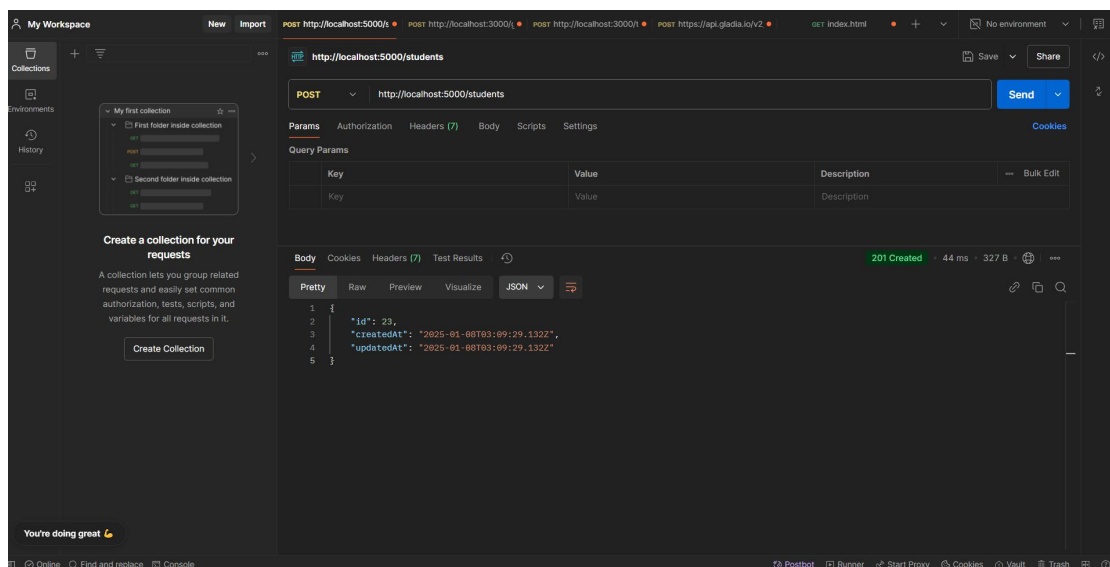 My Workspace
New
Import
POST http://localhost:5000/s
POST http://localhost:3000/
POST http://localhost:3000/t
POST https://api.gladia.io/v2
GET index.html
No environment
Collections
http://localhost:5000/students
Save
Share
POST
http://localhost:5000/students
Send
Environments
My first collection
First folder inside collection
GET
POST
GET
Second folder inside collection
GET
GET
History
Params
Authorization
Headers (7)
Body
Scripts
Settings
Cookies
Query Params
Key
Value
Description
Bulk Edit
Key
Value
Description
Create a collection for your
requests
A collection lets you group related
requests and easily set common
authorization, tests, scripts, and
variables for all requests in it.
Create Collection
Body
Cookies
Headers (7)
Test Results
201 Created
44 ms
327 B
Pretty
Raw
Preview
Visualize
JSON
1 {
2 "id": 23,
3 "createdAt": "2025-01-08T03:09:29.132Z",
4 "updatedAt": "2025-01-08T03:09:29.132Z"
5 }
You're doing great 💪
Online
Find and replace
Console
Postbot
Runner
Start Proxy
Cookies
Vault
Trash